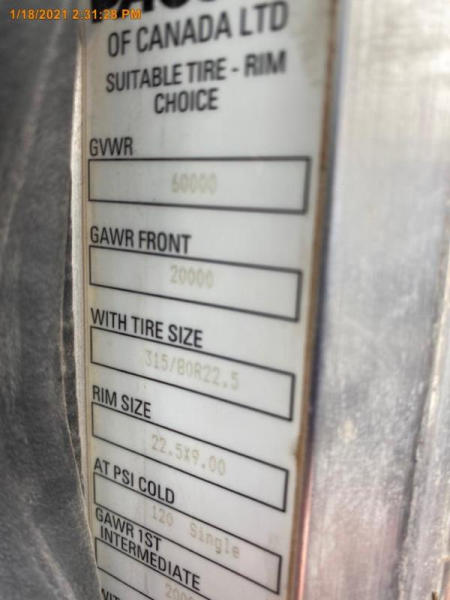 1/18/2021 2:31:28 PM
OF CANADA LTD
SUITABLE TIRE - RIM
CHOICE
GVWR
60000
GAWR FRONT
20000
WITH TIRE SIZE
315/80R22.5
RIM SIZE
22.5X9.00
AT PSI COLD
120 Single
GAWR 1ST
INTERMEDIATE